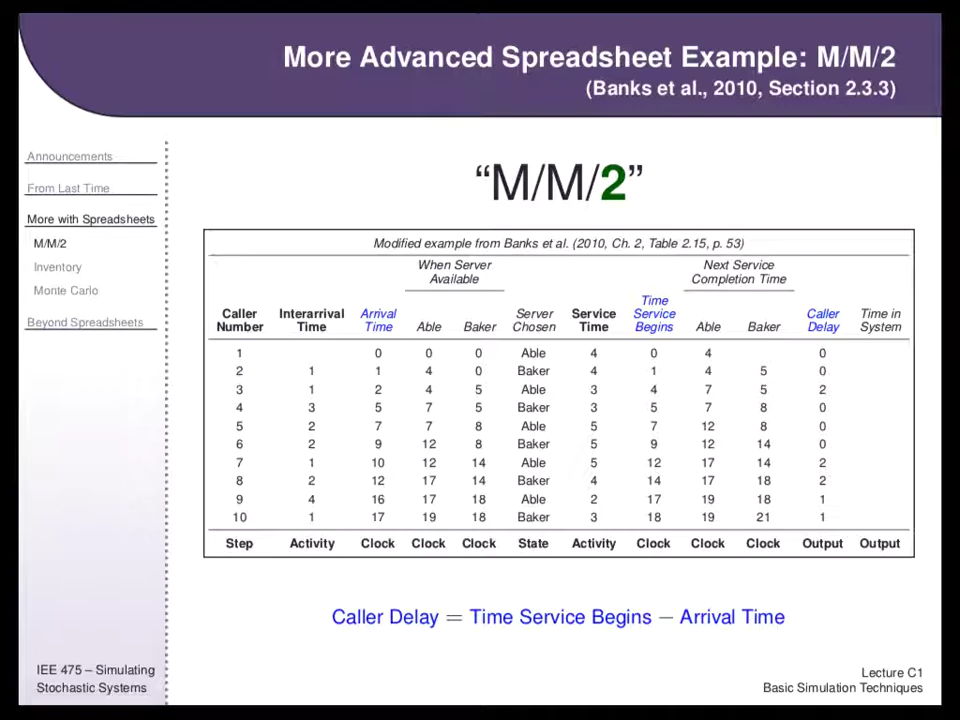 More Advanced Spreadsheet Example: M/M/2
(Banks et al., 2010, Section 2.3.3)
Announcements
From Last Time
More with Spreadsheets
M/M/2
Inventory
Monte Carlo
Beyond Spreadsheets
“M/M/2”
Modified example from Banks et al. (2010, Ch. 2, Table 2.15, p. 53)
When Server Next Service
Available Completion Time
Time
Caller Interarrival Arrival Server Service Service Caller Time in
Number Time Time Able Baker Chosen Time Begins Able Baker Delay System
1 0 0 0 Able 4 0 4 0
2 1 1 4 0 Baker 4 1 4 5 0
3 1 2 4 5 Able 3 4 7 5 2
4 3 5 7 5 Baker 3 5 7 8 0
5 2 7 7 8 Able 5 7 12 8 0
6 2 9 12 8 Baker 5 9 12 14 0
7 1 10 12 14 Able 5 12 17 14 2
8 2 12 17 14 Baker 4 14 17 18 2
9 4 16 17 18 Able 2 17 19 18 1
10 1 17 19 18 Baker 3 18 19 21 1
Step Activity Clock Clock Clock State Activity Clock Clock Clock Output Output
Caller Delay = Time Service Begins − Arrival Time
IEE 475 – Simulating
Stochastic Systems
Lecture C1
Basic Simulation Techniques